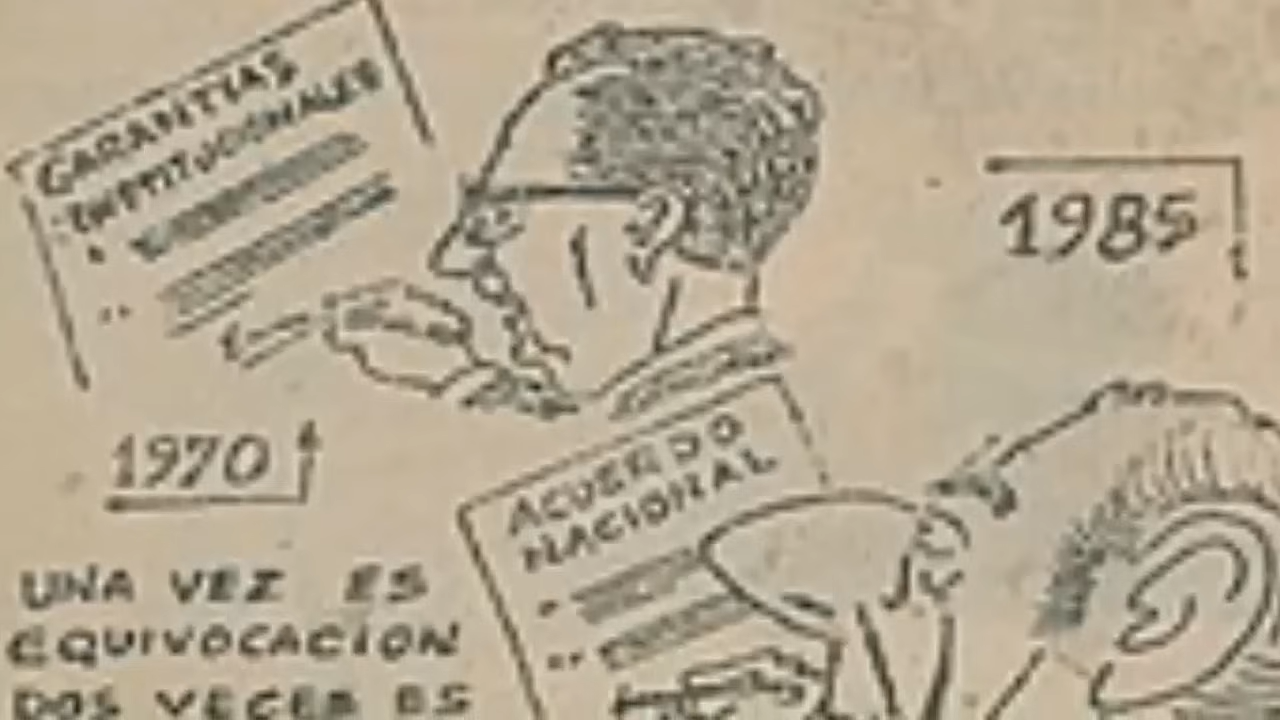 GARANTIAS
INSTITUCIONALES
1985
1970
ACUERDO
NACIONAL
UNA VEZ ES
EQUIVOCACION
DOS VECES ES